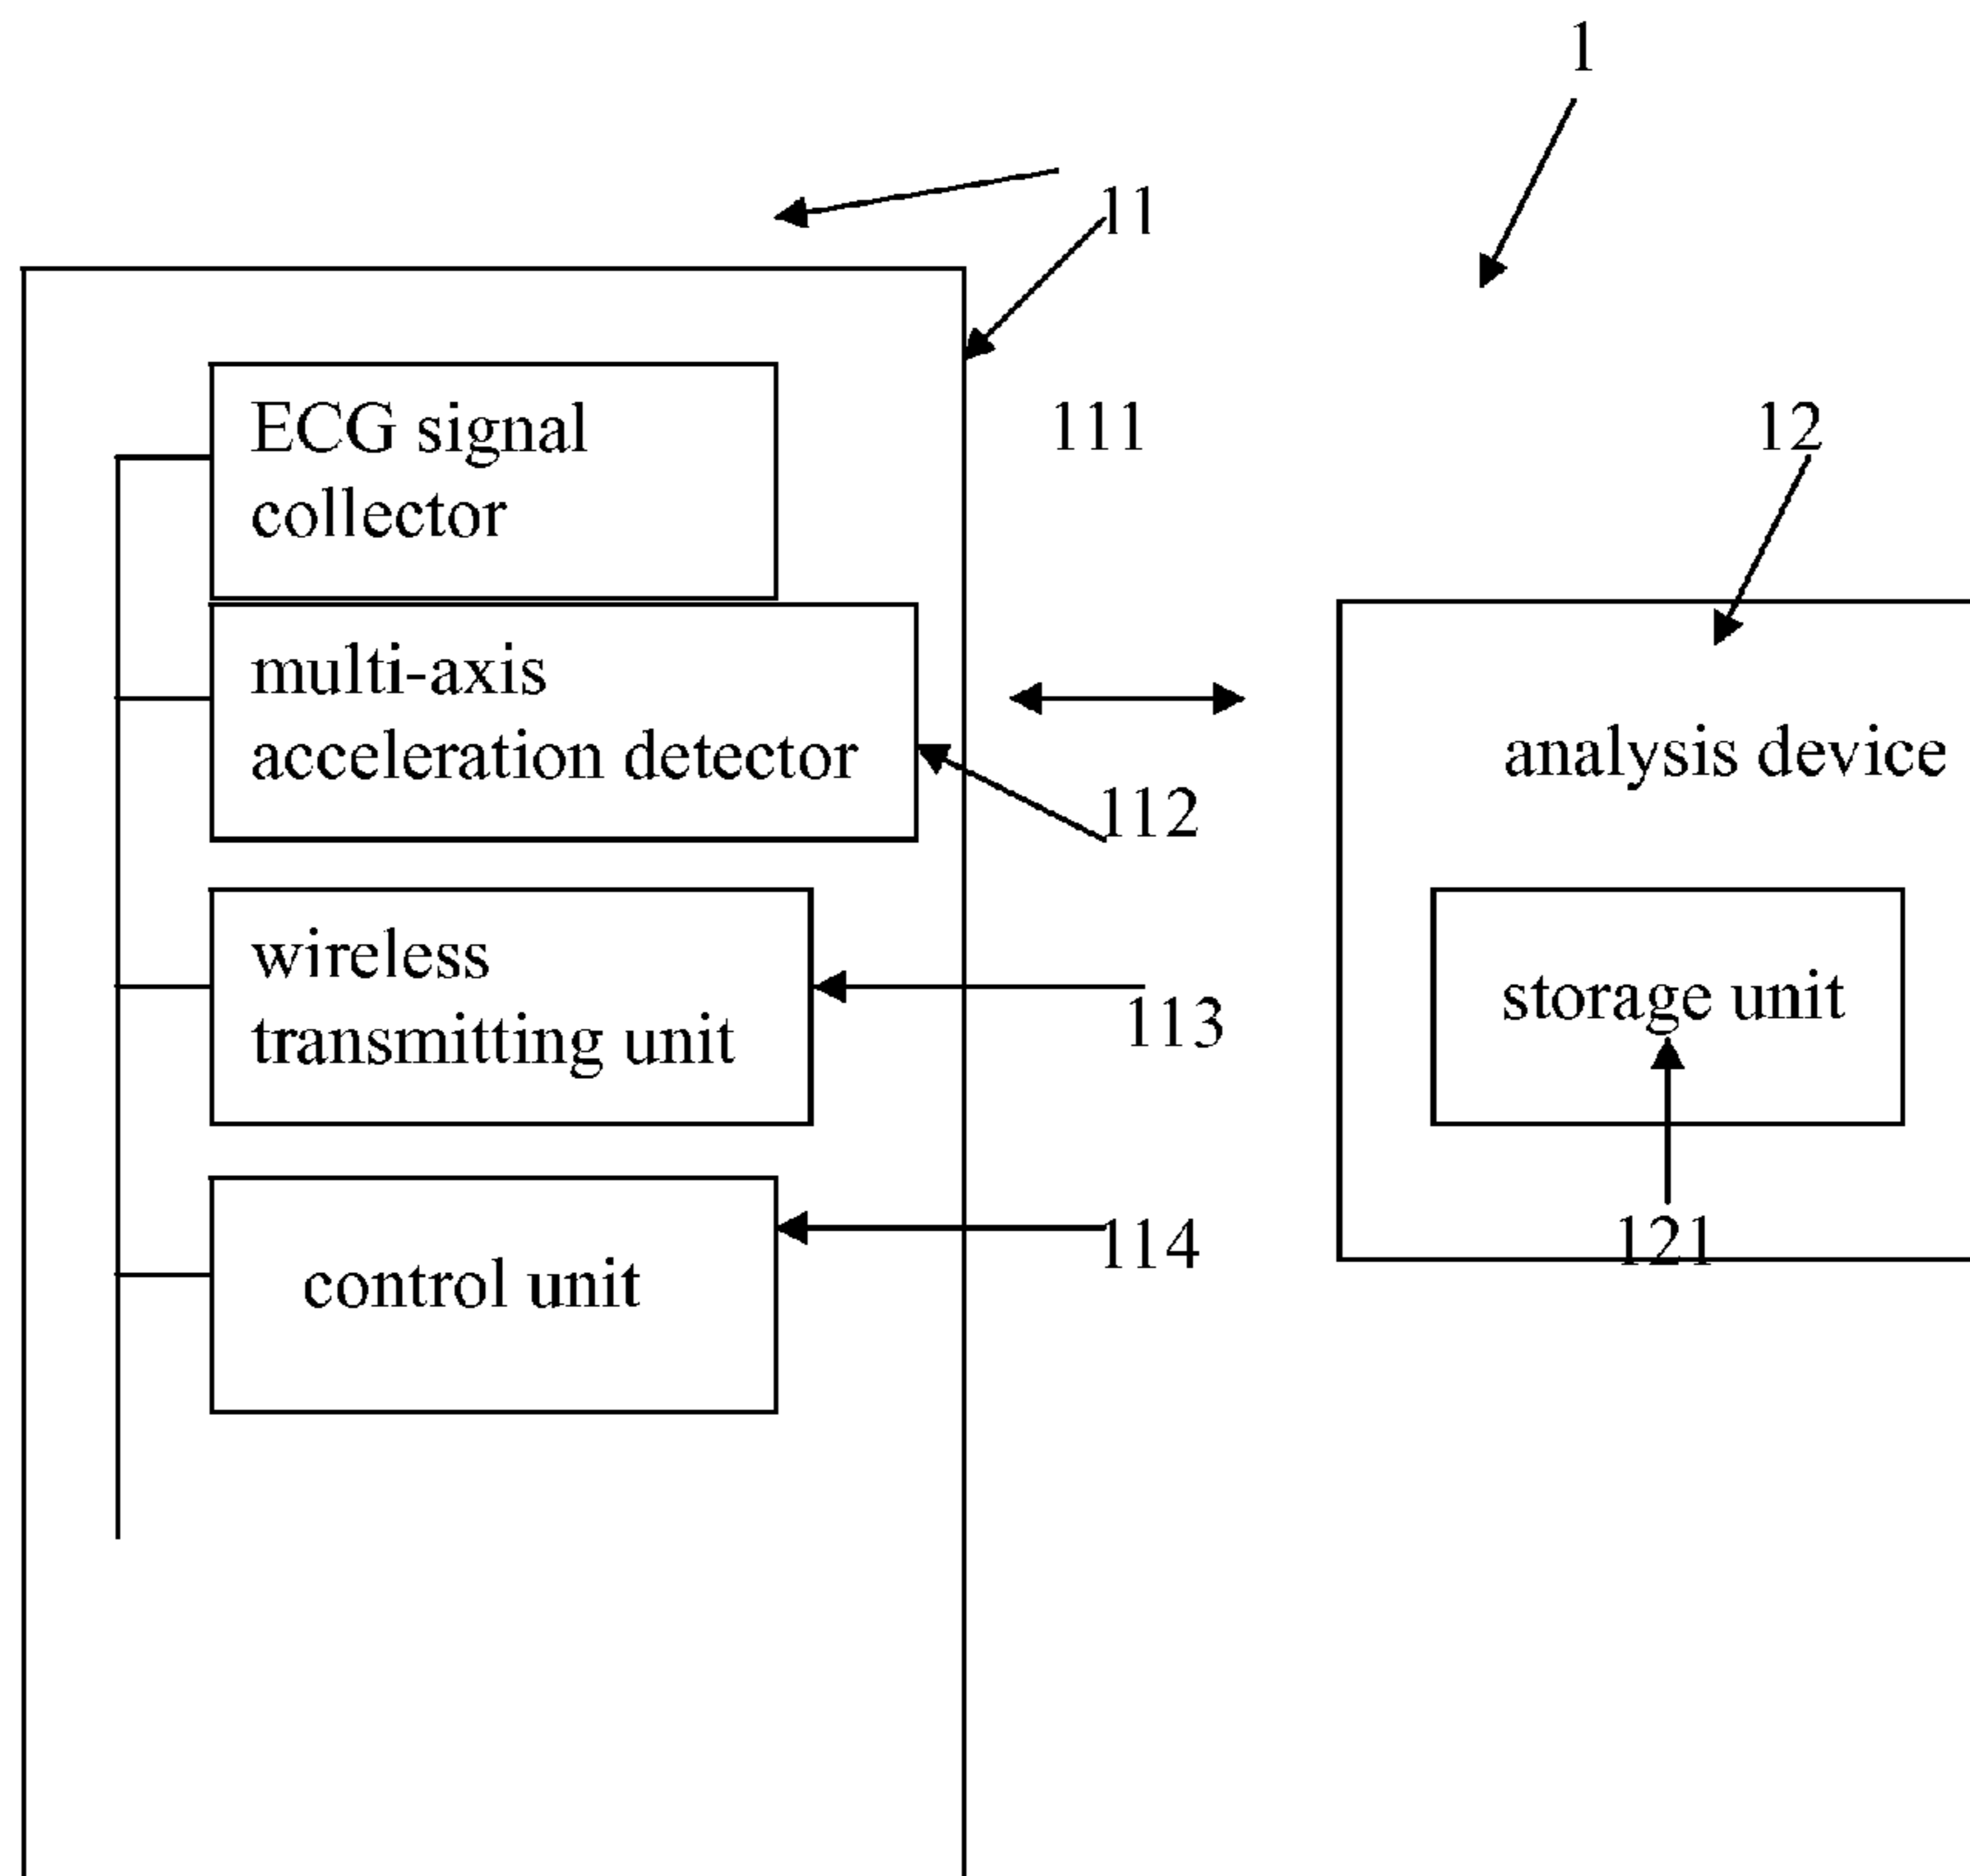 1
11
ECG signal
collector
111
12
multi-axis
acceleration detector
112
analysis device
wireless
transmitting unit
113
storage unit
121
control unit
114